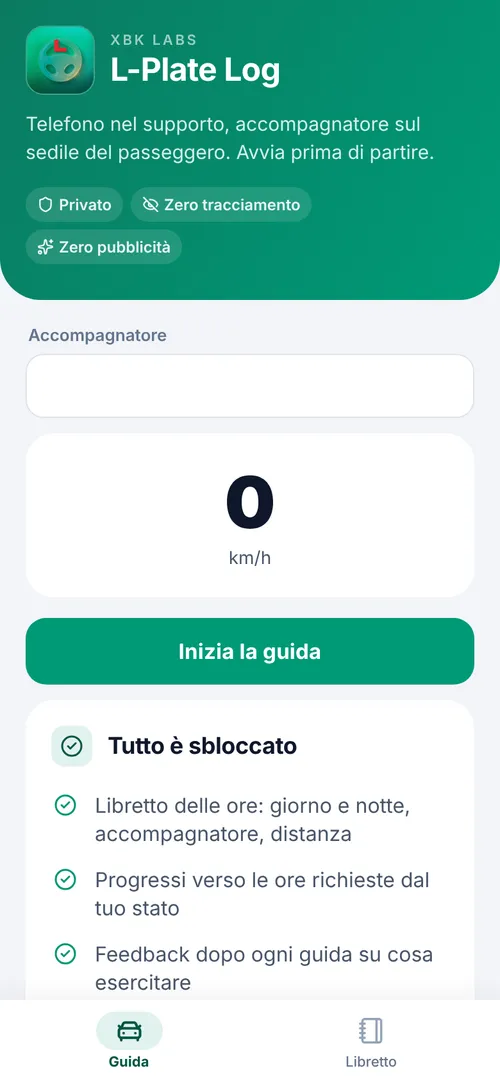 XBK LABS
L-Plate Log
Telefono nel supporto, accompagnatore sul
sedile del passeggero. Avvia prima di partire.
Privato
Zero tracciamento
Zero pubblicità
Accompagnatore
0
km/h
Inizia la guida
Tutto è sbloccato
Libretto delle ore: giorno e notte,
accompagnatore, distanza
Progressi verso le ore richieste dal
tuo stato
Feedback dopo ogni guida su cosa
esercitare
Guida
Libretto